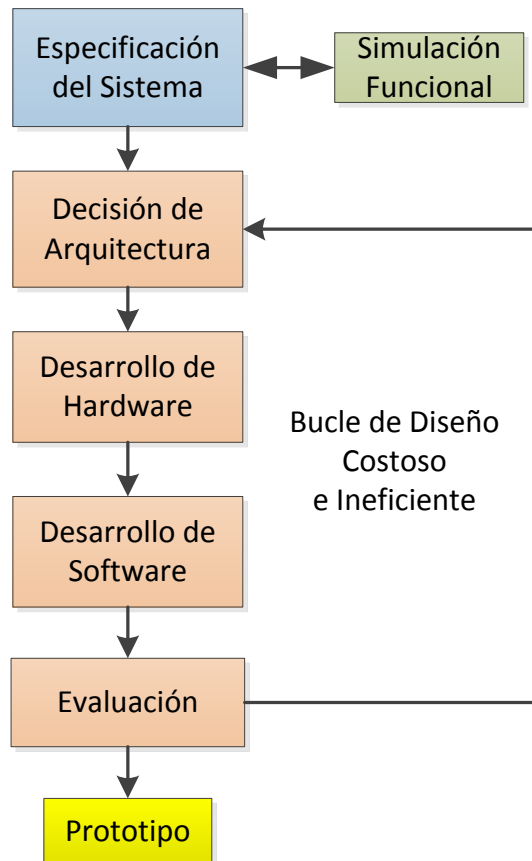 Especificación
del Sistema
Simulación
Funcional
Decisión de
Arquitectura
Desarrollo de
Hardware
Bucle de Diseño
Costoso
e Ineficiente
Desarrollo de
Software
Evaluación
Prototipo